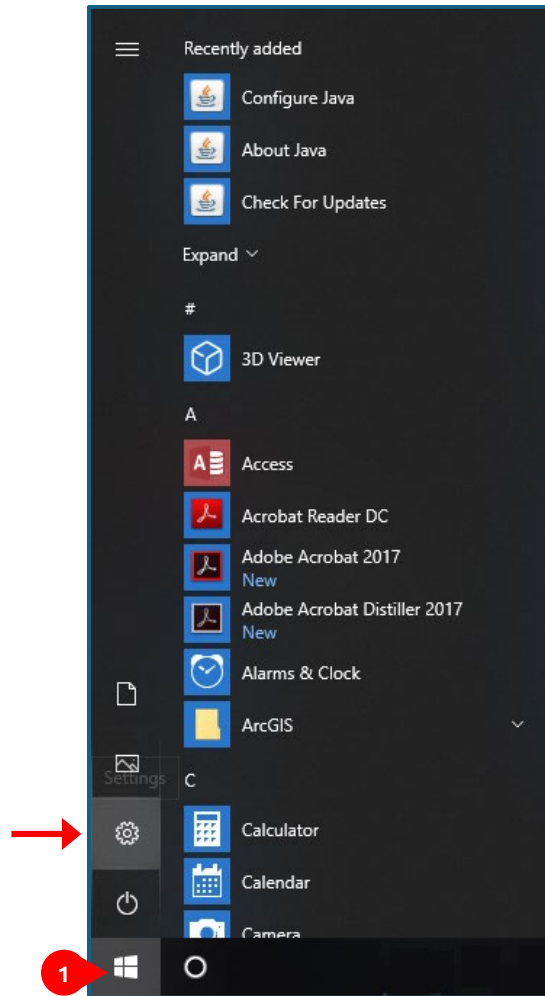 Recently added
Configure Java
About Java
Check For Updates
Expand
#
3D Viewer
A
Access
Acrobat Reader DC
Adobe Acrobat 2017
New
Adobe Acrobat Distiller 2017
New
Alarms & Clock
ArcGIS
Settings
C
Calculator
Calendar
Camera
1